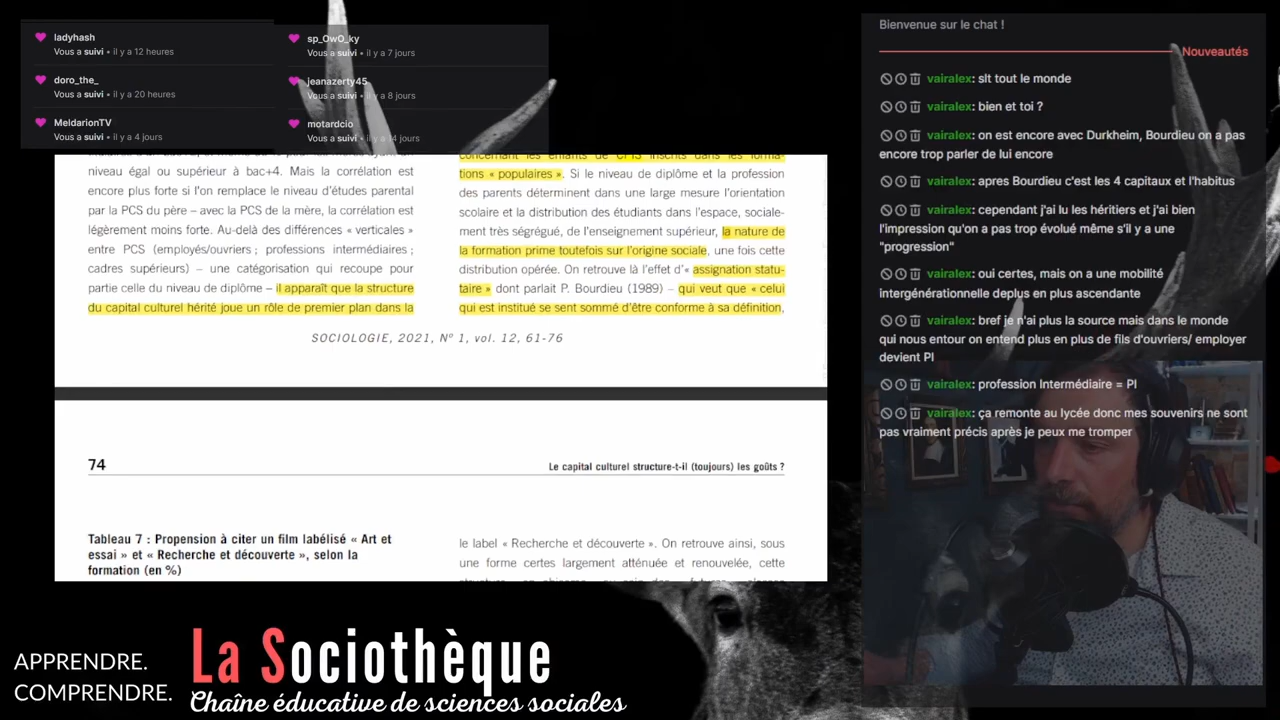 ladyhash
Vous a suivi • il y a 12 heures
doro_the_
Vous a suivi • il y a 20 heures
MeldarionTV
Vous a suivi • il y a 4 jours
sp_OwO_ky
Vous a suivi • il y a 7 jours
jeanazerty45
Vous a suivi • il y a 8 jours
motardcio
Vous a suivi • il y a 14 jours
niveau égal ou supérieur à bac+4. Mais la corrélation est
encore plus forte si l'on remplace le niveau d'études parental
par la PCS du père – avec la PCS de la mère, la corrélation est
légèrement moins forte. Au-delà des différences « verticales »
entre PCS (employés/ouvriers ; professions intermédiaires ;
cadres supérieurs) – une catégorisation qui recoupe pour
partie celle du niveau de diplôme – il apparaît que la structure
du capital culturel hérité joue un rôle de premier plan dans la
concernant les enfants de CPIS inscrits dans les forma-
tions « populaires ». Si le niveau de diplôme et la profession
des parents déterminent dans une large mesure l'orientation
scolaire et la distribution des étudiants dans l'espace, sociale-
ment très ségrégué, de l'enseignement supérieur, la nature de
la formation prime toutefois sur l'origine sociale, une fois cette
distribution opérée. On retrouve là l'effet d'« assignation statu-
taire » dont parlait P. Bourdieu (1989) – qui veut que « celui
qui est institué se sent sommé d'être conforme à sa définition,
SOCIOLOGIE, 2021, Nº 1, vol. 12, 61-76
74
Le capital culturel structure-t-il (toujours) les goûts ?
Tableau 7 : Propension à citer un film labélisé « Art et
essai » et « Recherche et découverte », selon la
formation (en %)
le label « Recherche et découverte ». On retrouve ainsi, sous
une forme certes largement atténuée et renouvelée, cette
Bienvenue sur le chat !
Nouveautés
vairalex: slt tout le monde
vairalex: bien et toi ?
vairalex: on est encore avec Durkheim, Bourdieu on a pas
encore trop parler de lui encore
vairalex: apres Bourdieu c'est les 4 capitaux et l'habitus
vairalex: cependant j'ai lu les héritiers et j'ai bien
l'impression qu'on a pas trop évolué même s'il y a une
"progression"
vairalex: oui certes, mais on a une mobilité
intergénérationnelle deplus en plus ascendante
vairalex: bref je n'ai plus la source mais dans le monde
qui nous entour on entend plus en plus de fils d'ouvriers/ employer
devient PI
vairalex: profession Intermédiaire = PI
vairalex: ça remonte au lycée donc mes souvenirs ne sont
pas vraiment précis après je peux me tromper
APPRENDRE.
COMPRENDRE.
La Sociothèque
Chaîne éducative de sciences sociales